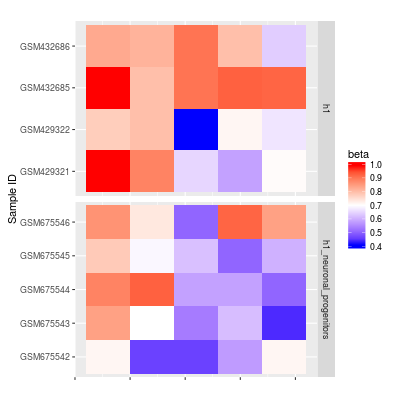 Sample ID
GSM432686
GSM432685
GSM429322
GSM429321
h1
GSM675546
GSM675545
GSM675544
GSM675543
GSM675542
h1_neuronal_progenitors
beta
1.0
0.9
0.8
0.7
0.6
0.5
0.4